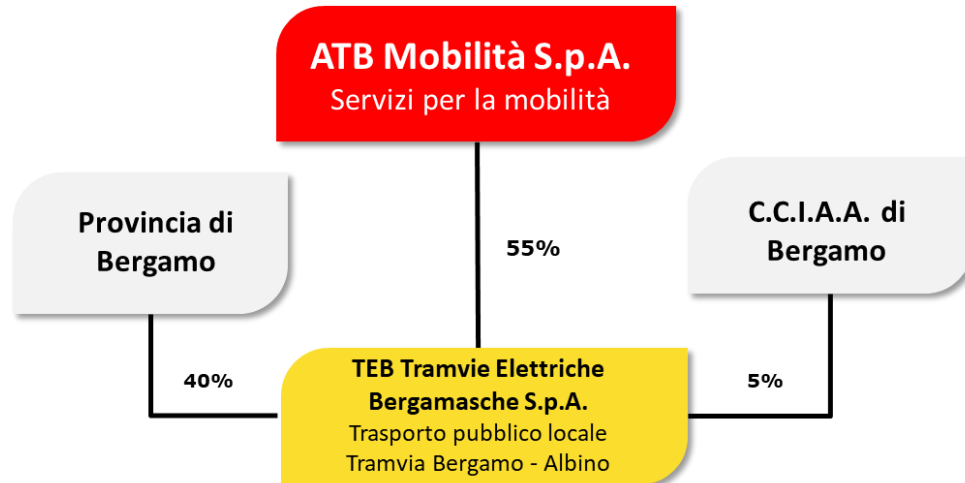 ATB Mobilità S.p.A.
Servizi per la mobilità
Provincia di
Bergamo
C.C.I.A.A. di
Bergamo
55%
40%
5%
TEB Tramvie Elettriche
Bergamasche S.p.A.
Trasporto pubblico locale
Tramvia Bergamo - Albino